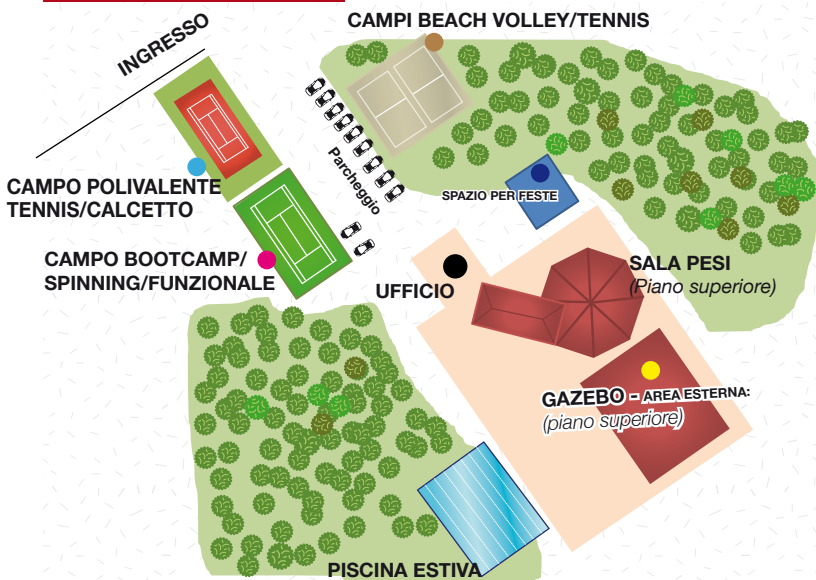 CAMPI BEACH VOLLEY/TENNIS
INGRESSO
Parcheggio
CAMPO POLIVALENTE
TENNIS/CALCETTO
SPAZIO PER FESTE
CAMPO BOOTCAMP/
SPINNING/FUNZIONALE
UFFICIO
SALA PESI
(Piano superiore)
GAZEBO - AREA ESTERNA:
(piano superiore)
PISCINA ESTIVA